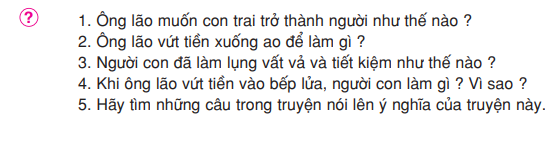 ?
1. Ông lão muốn con trai trở thành người như thế nào ?
2. Ông lão vứt tiền xuống ao để làm gì ?
3. Người con đã làm lụng vất vả và tiết kiệm như thế nào ?
4. Khi ông lão vứt tiền vào bếp lửa, người con làm gì ? Vì sao ?
5. Hãy tìm những câu trong truyện nói lên ý nghĩa của truyện này.